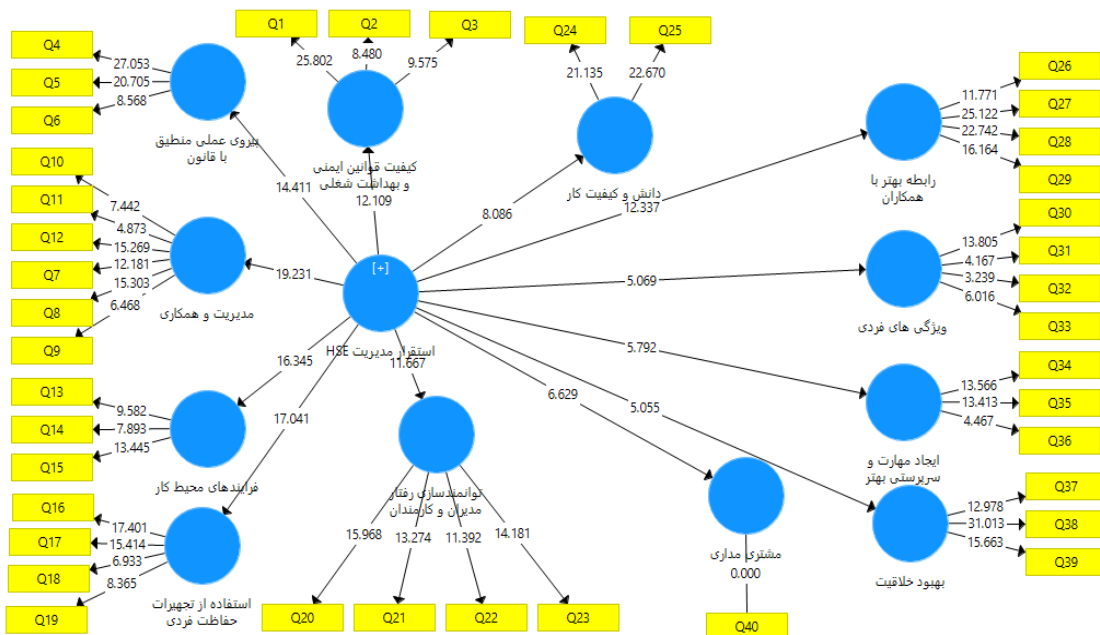 Q1
Q2
Q3
25.802
8.480
9.575
کیفیت قوانین ایمنی
و بهداشت شغلی
12.109
Q4
Q5
Q6
27.053
20.705
8.568
پیروی عملی منطبق
با قانون
14.411
Q10
Q11
Q12
Q7
Q8
Q9
7.442
4.873
15.269
12.181
15.303
6.468
مدیریت و همکاری
19.231
Q13
Q14
Q15
9.582
7.893
13.445
فرایندهای محیط کار
16.345
Q16
Q17
Q18
Q19
17.401
15.414
6.933
8.365
استفاده از تجهیرات
حفاظت فردی
17.041
[+]
استقرار مدیریت HSE
11.667
توانمندسازی رفتار
مدیران و کارمندان
15.968
13.274
11.392
14.181
Q20
Q21
Q22
Q23
Q24
Q25
21.135
22.670
دانش و کیفیت کار
8.086
Q26
Q27
Q28
Q29
11.771
25.122
22.742
16.164
رابطه بهتر با
همکاران
12.337
Q30
Q31
Q32
Q33
13.805
4.167
3.239
6.016
ویژگی های فردی
5.069
Q34
Q35
Q36
13.566
13.413
4.467
ایجاد مهارت و
سرپرستی بهتر
5.792
Q37
Q38
Q39
12.978
31.013
15.663
بهبود خلاقیت
5.055
6.629
مشتری مداری
0.000
Q40